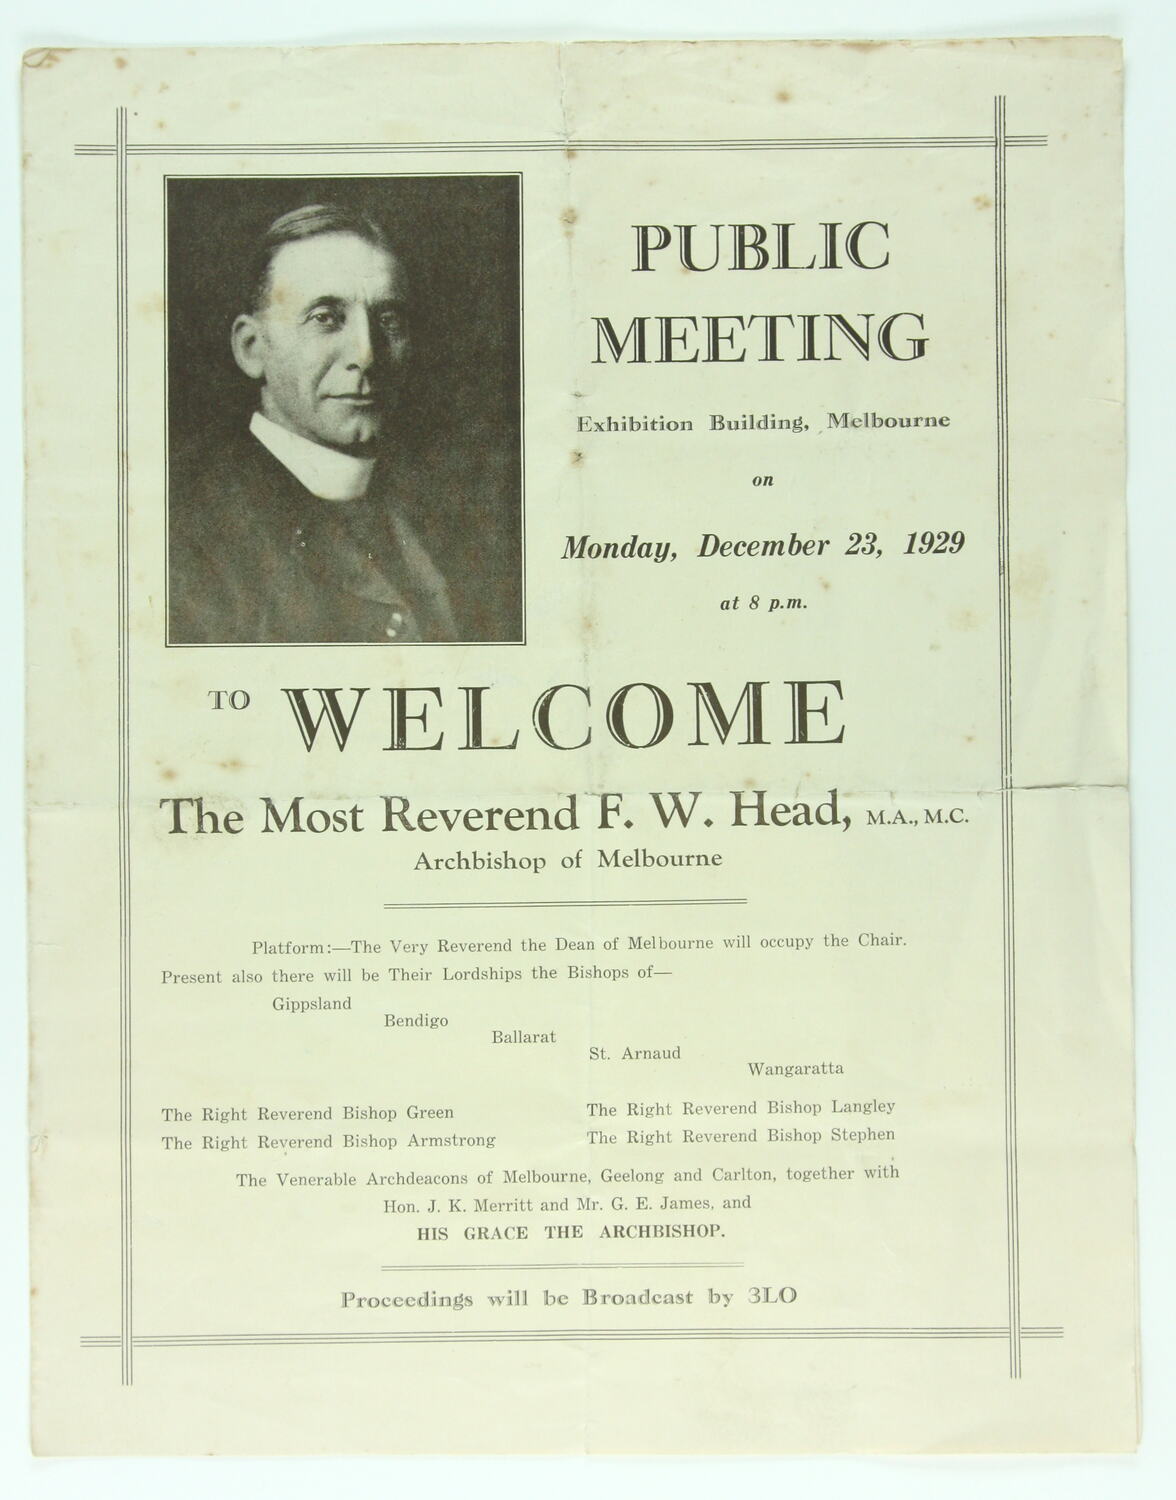 PUBLIC
MEETING
Exhibition Building, Melbourne
on
Monday, December 23, 1929
at 8 p.m.
TO WELCOME
The Most Reverend F. W. Head, M.A., M.C.
Archbishop of Melbourne
Platform:—The Very Reverend the Dean of Melbourne will occupy the Chair.
Present also there will be Their Lordships the Bishops of—
Gippsland
Bendigo
Ballarat
St. Arnaud
Wangaratta
The Right Reverend Bishop Green The Right Reverend Bishop Langley
The Right Reverend Bishop Armstrong The Right Reverend Bishop Stephen
The Venerable Archdeacons of Melbourne, Geelong and Carlton, together with
Hon. J. K. Merritt and Mr. G. E. James, and
HIS GRACE THE ARCHBISHOP.
Proceedings will be Broadcast by 3LO